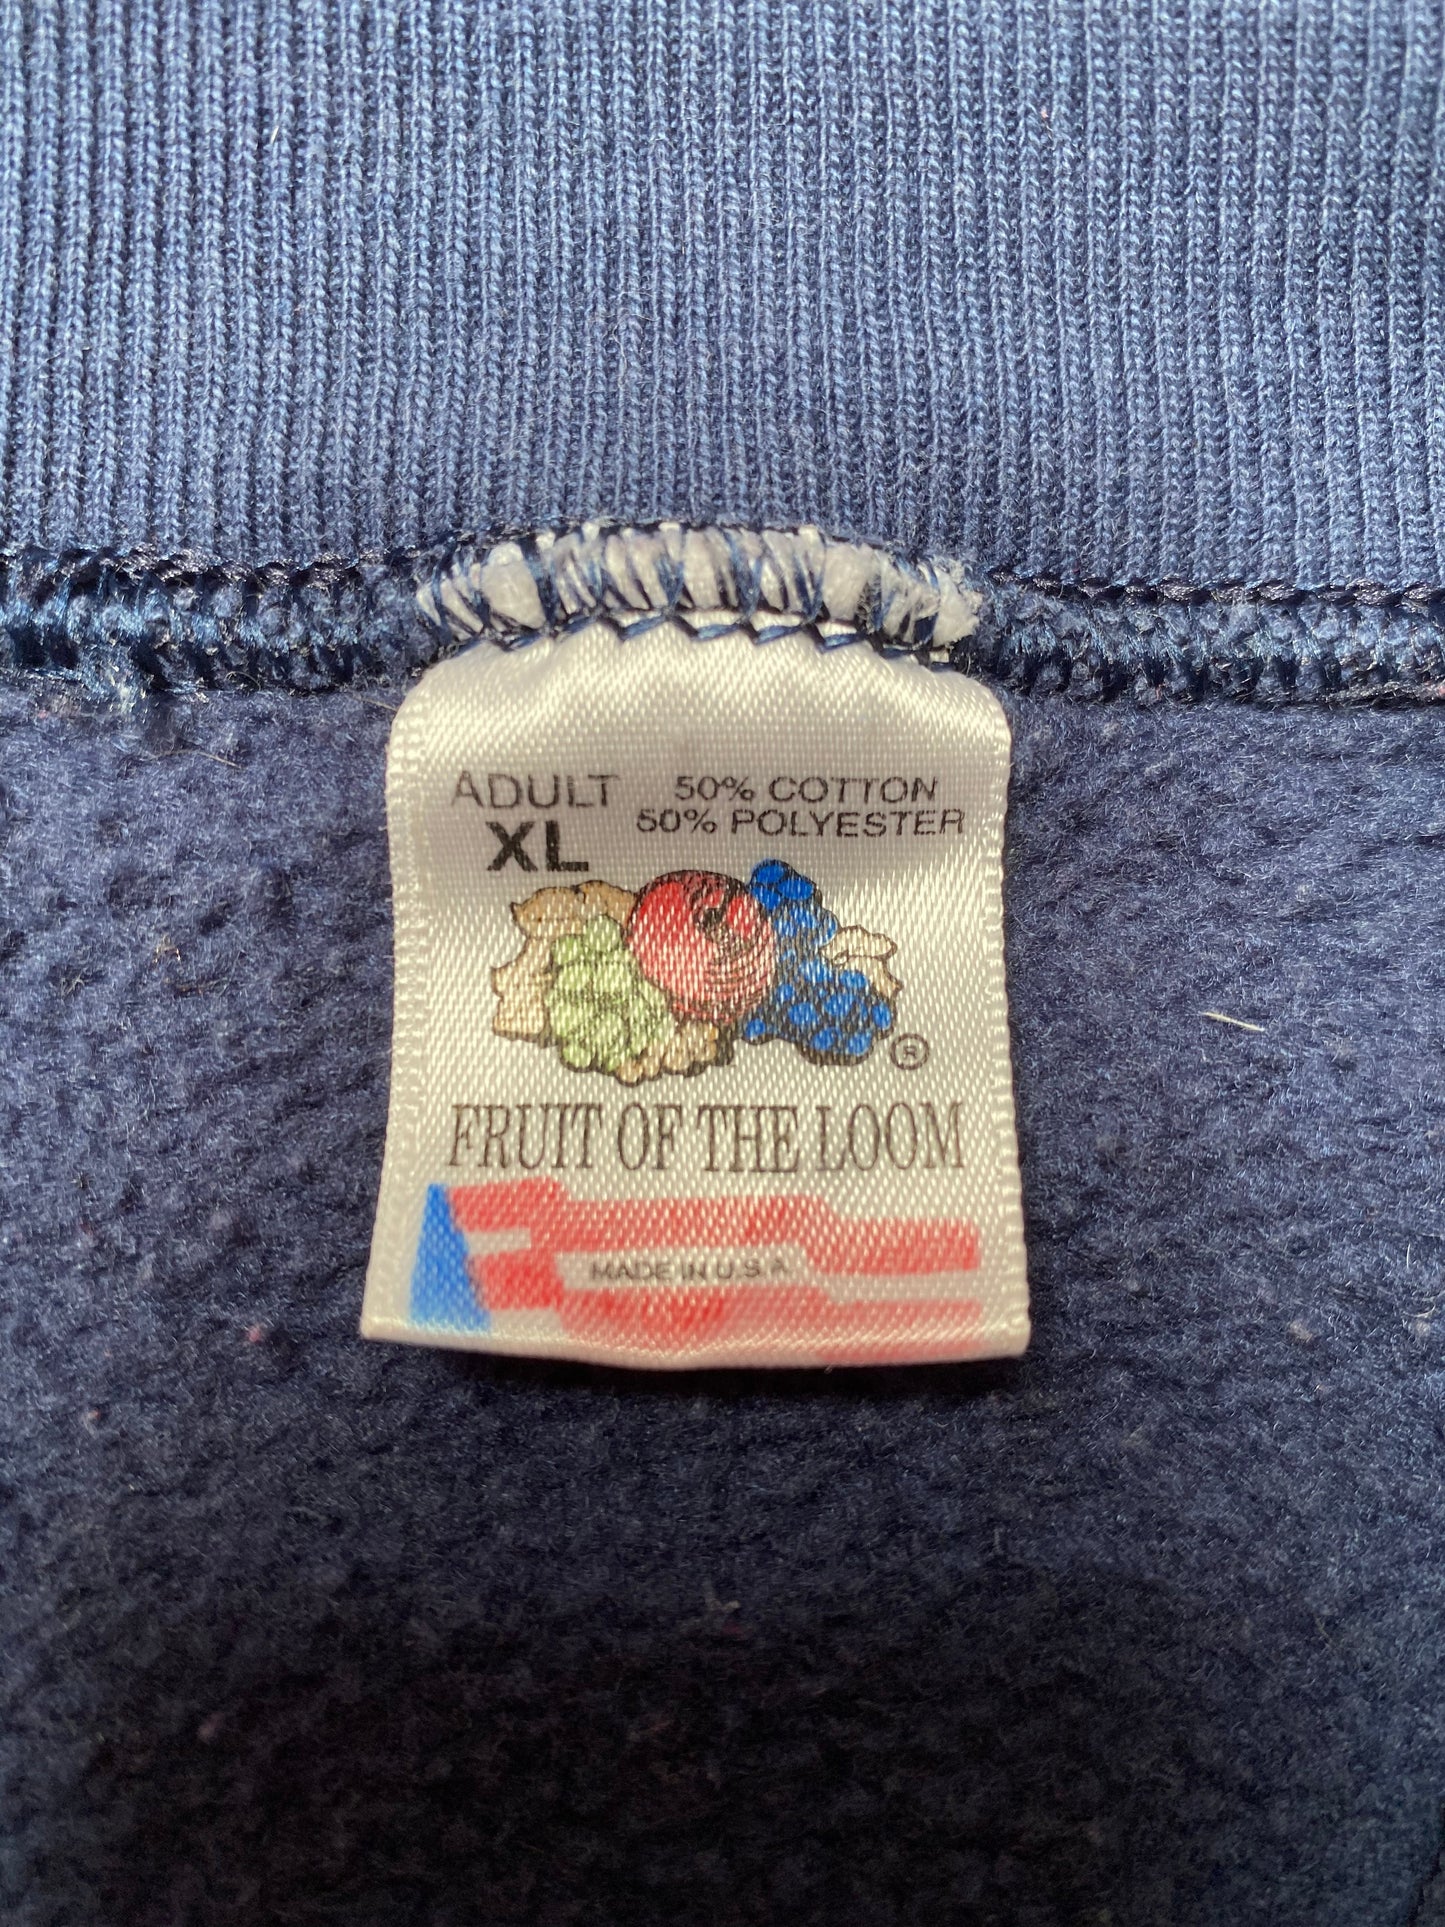 ADULT
XL
50% COTTON
50% POLYESTER
®
FRUIT OF THE LOOM
MADE IN U.S.A.